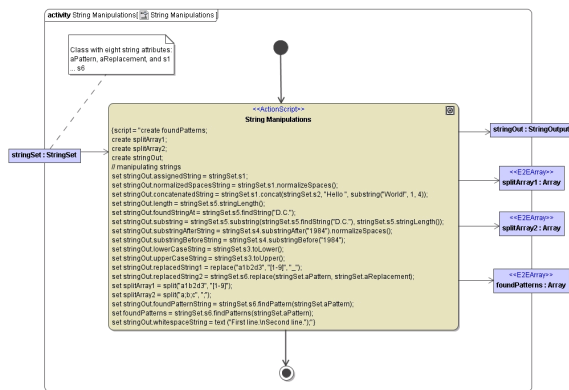 activity String Manipulations[ String Manipulations ]
Class with eight string attributes:
aPattern, aReplacement, and s1
... s6
<<ActionScript>>
String Manipulations
{script = "create foundPatterns;
create splitArray1;
create splitArray2;
create stringOut;
// manipulating strings
set stringOut.assignedString = stringSet.s1;
set stringOut.normalizedSpacesString = stringSet.s1.normalizeSpaces();
set stringOut.concatenatedString = stringSet.s1.concat(stringSet.s2, "Hello ", substring("World!", 1, 4));
set stringOut.length = stringSet.s5.stringLength();
set stringOut.foundStringAt = stringSet.s5.findString("D.C.");
set stringOut.substring = stringSet.s5.substring(stringSet.s5.findString("D.C."), stringSet.s5.stringLength());
set stringOut.substringAfterString = stringSet.s4.substringAfter("1984").normalizeSpaces();
set stringOut.substringBeforeString = stringSet.s4.substringBefore("1984");
set stringOut.lowerCaseString = stringSet.s3.toLower();
set stringOut.upperCaseString = stringSet.s3.toUpper();
set stringOut.replacedString1 = replace("a1b2d3", "[1-9]", "_");
set stringOut.replacedString2 = stringSet.s6.replace(stringSet.aPattern, stringSet.aReplacement);
set splitArray1 = split("a1b2d3", "[1-9]");
set splitArray2 = split("a;b;c", ";");
set stringOut.foundPatternString = stringSet.s6.findPattern(stringSet.aPattern);
set foundPatterns = stringSet.s6.findPatterns(stringSet.aPattern);
set stringOut.whitespaceString = text ("First line.\nSecond line.");"}
stringSet : StringSet
stringOut : StringOutput
<<E2EArray>>
splitArray1 : Array
<<E2EArray>>
splitArray2 : Array
<<E2EArray>>
foundPatterns : Array